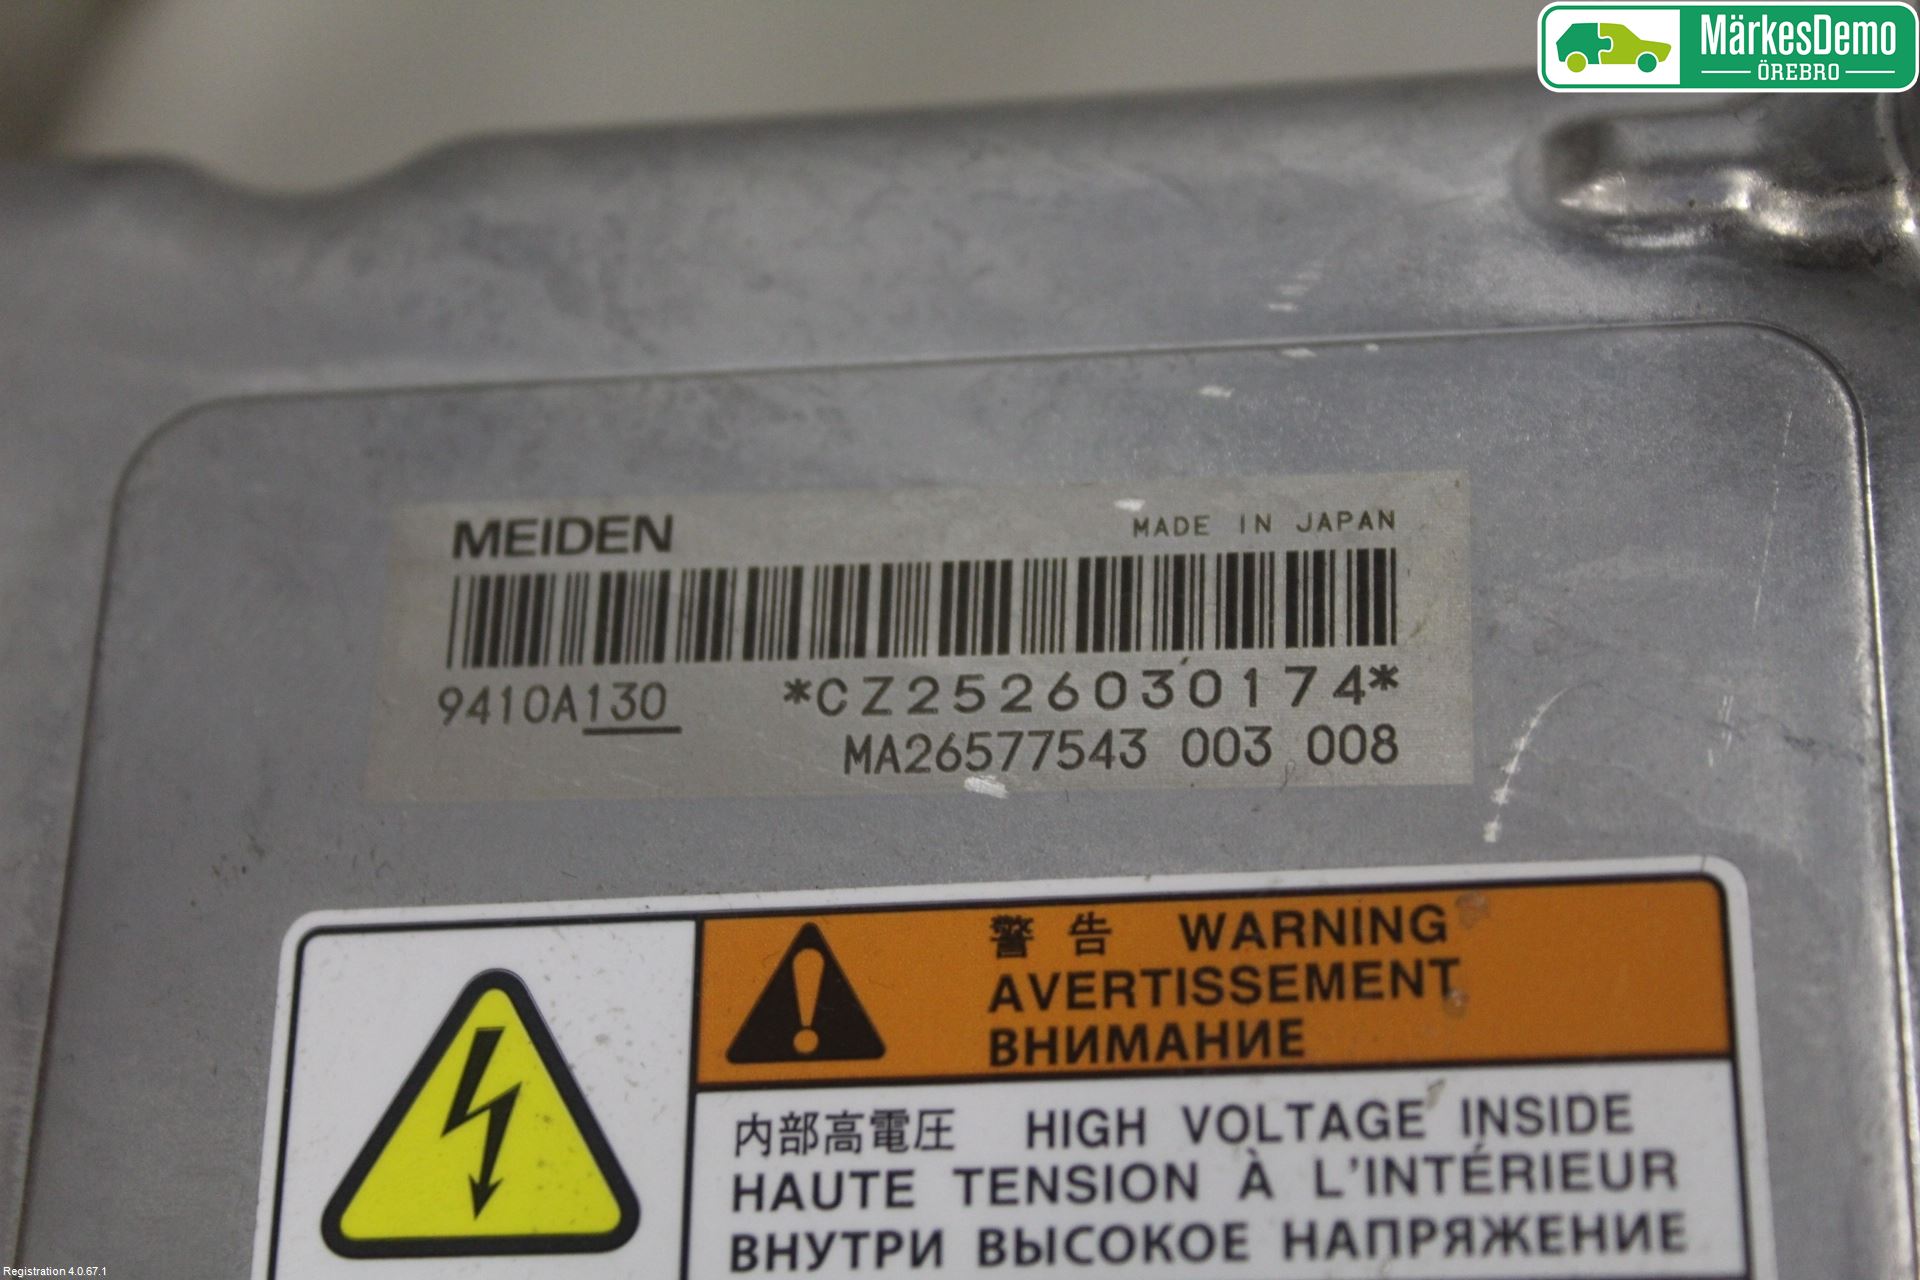 MärkesDemo
ÖREBRO
MEIDEN
MADE IN JAPAN
9410A130 *CZ2526030174*
MA26577543 003 008
警告 WARNING
AVERTISSEMENT
ВНИМАНИЕ
内部高電圧 HIGH VOLTAGE INSIDE
HAUTE TENSION À L'INTÉRIEUR
ВНУТРИ ВЫСОКОЕ НАПРЯЖЕНИЕ
Registration 4.0.67.1